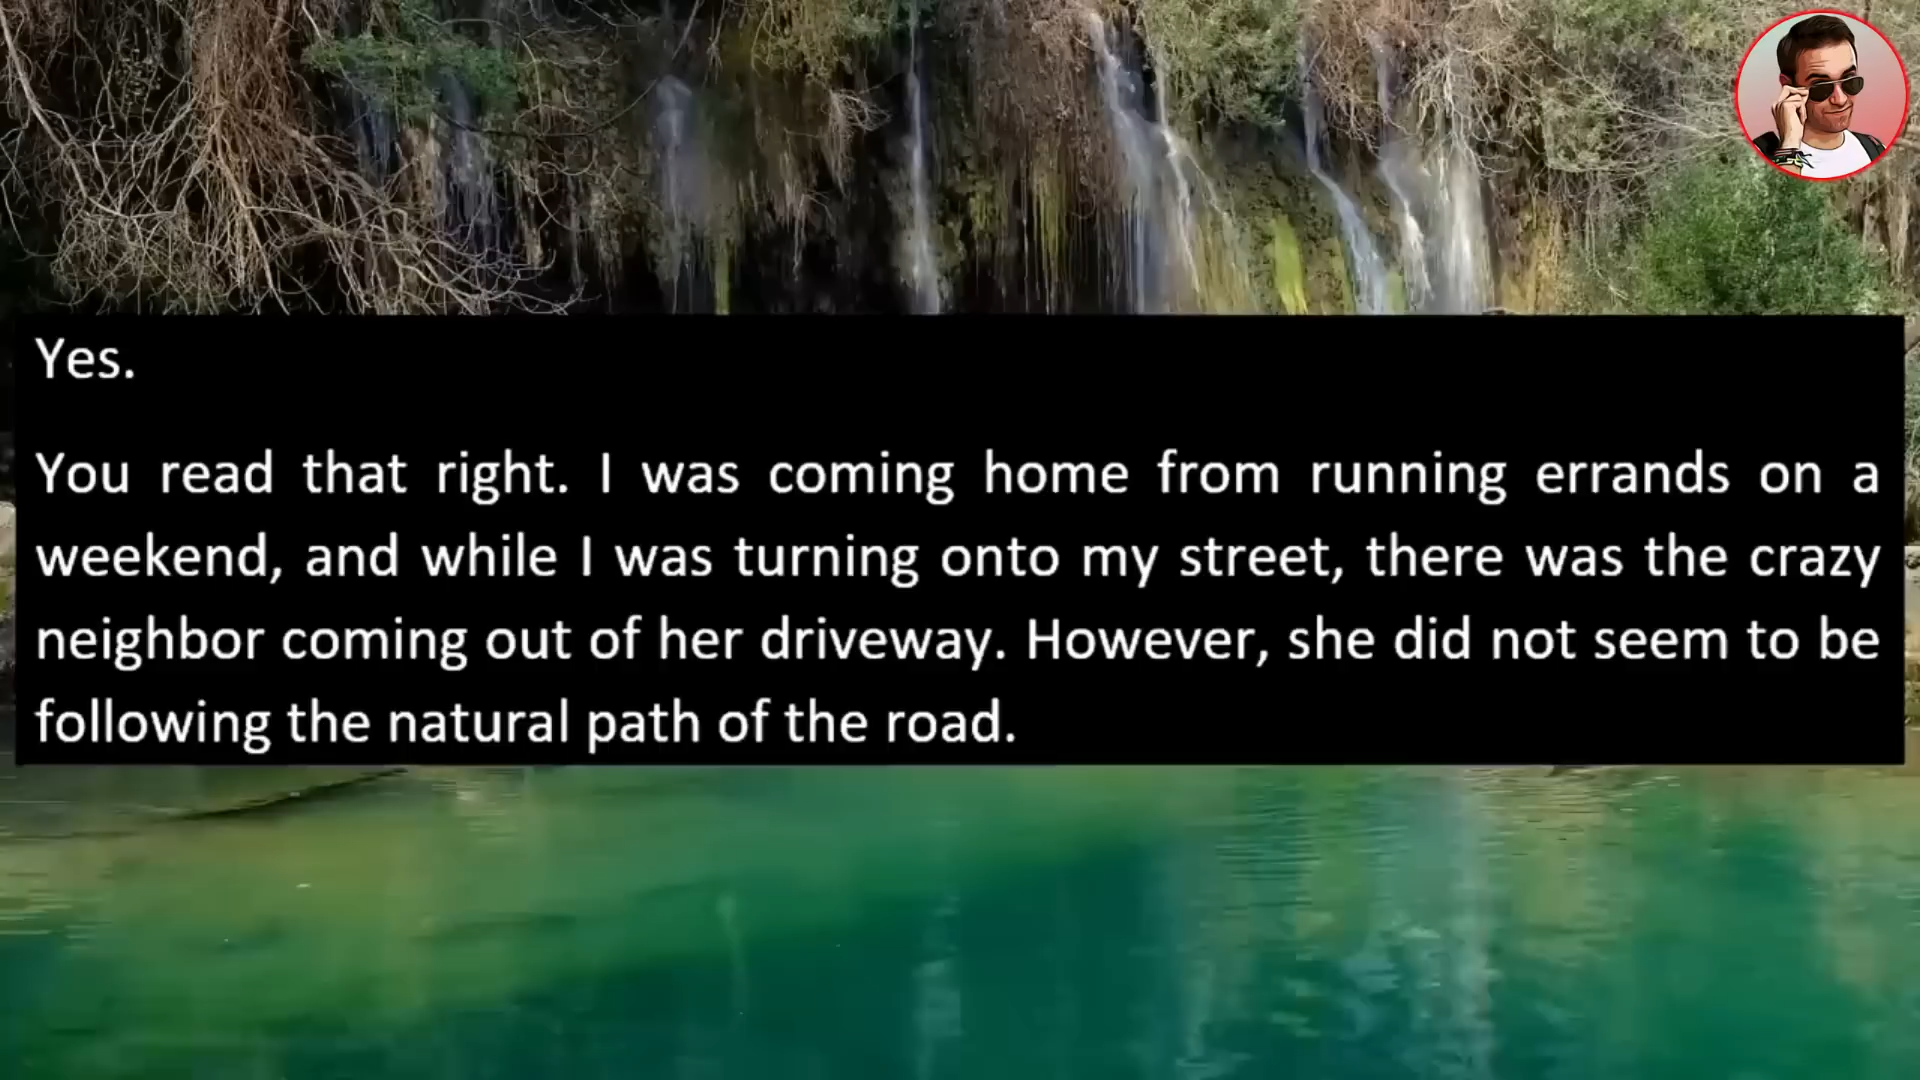 Yes.
You read that right. I was coming home from running errands on a
weekend, and while I was turning onto my street, there was the crazy
neighbor coming out of her driveway. However, she did not seem to be
following the natural path of the road.